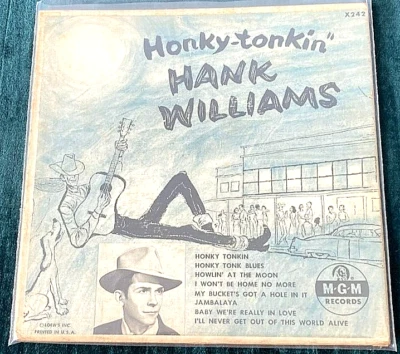 X242
Honky-tonkin'
HANK
WILLIAMS
HONKY TONKIN
HONKY TONK BLUES
HOWLIN' AT THE MOON
I WON'T BE HOME NO MORE
MY BUCKET'S GOT A HOLE IN IT
JAMBALAYA
BABY WE'RE REALLY IN LOVE
I'LL NEVER GET OUT OF THIS WORLD ALIVE
M-G-M
RECORDS
PRINTED IN U.S.A.